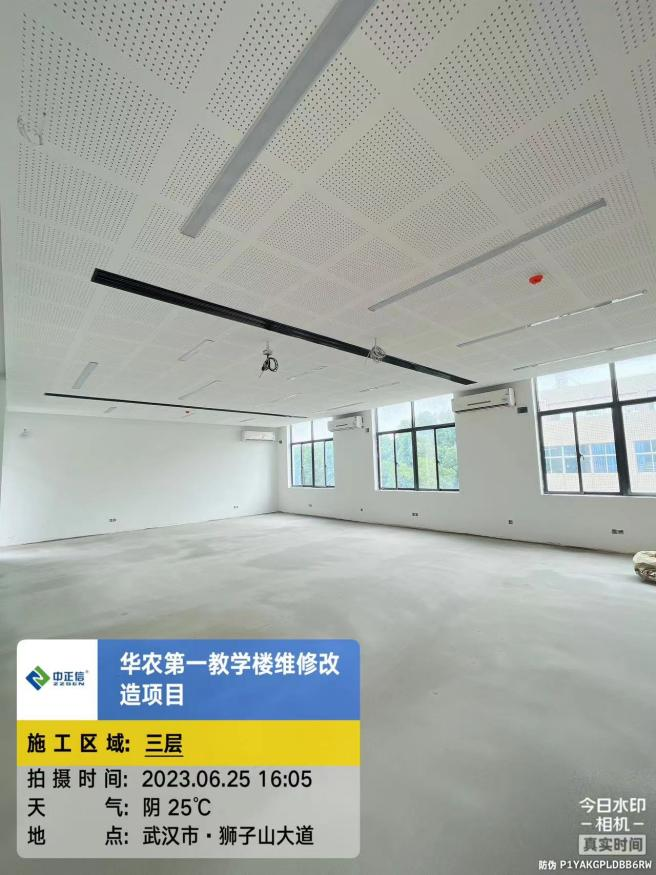 中正信
ZZSEN
华农第一教学楼维修改
造项目
施工区域: 三层
拍摄时间: 2023.06.25 16:05
天气: 阴 25℃
地点: 武汉市·狮子山大道
今日水印
-相机-
真实时间
防伪 P1YAKGPLDBB6RW